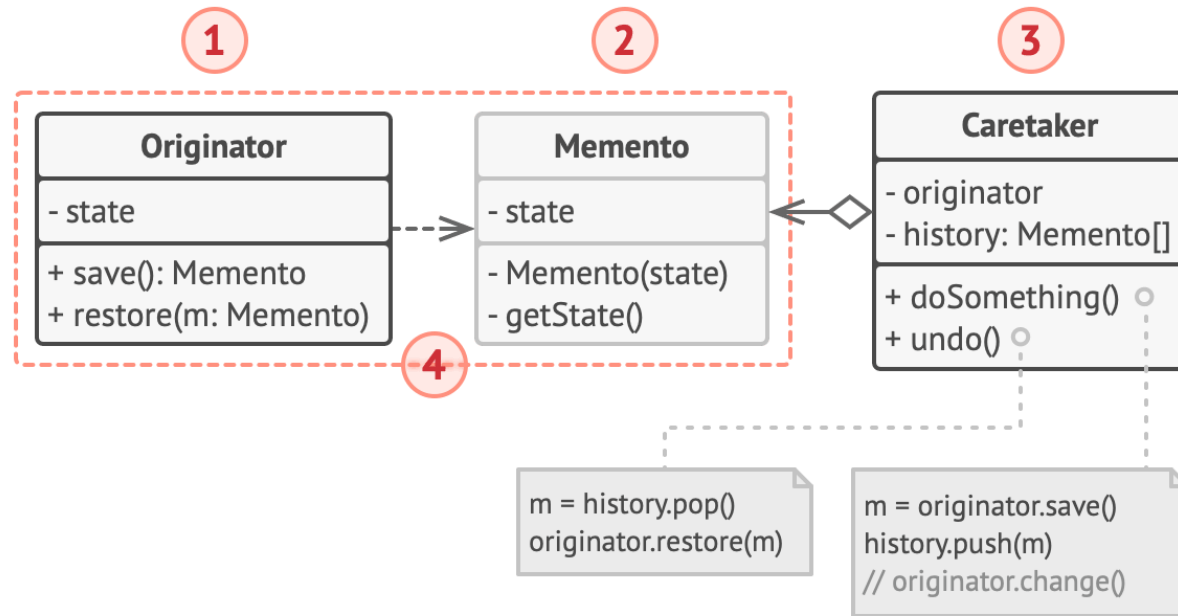 1
2
3
Originator
- state
+ save(): Memento
+ restore(m: Memento)
Memento
- state
- Memento(state)
- getState()
Caretaker
- originator
- history: Memento[]
+ doSomething()
+ undo()
4
m = history.pop()
originator.restore(m)
m = originator.save()
history.push(m)
// originator.change()